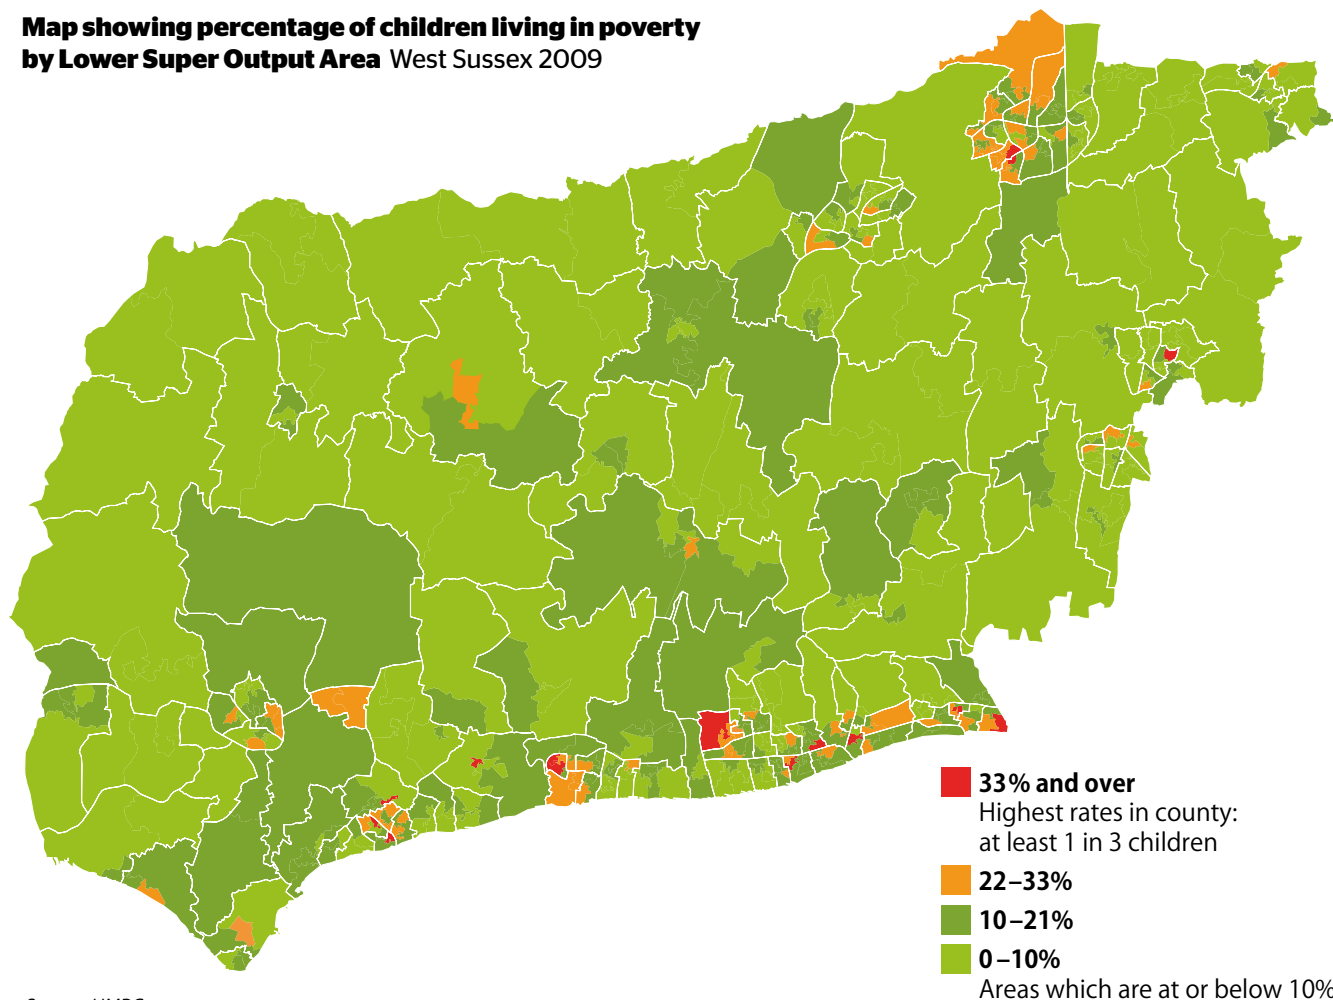 Map showing percentage of children living in poverty
by Lower Super Output Area West Sussex 2009
33% and over
Highest rates in county:
at least 1 in 3 children
22–33%
10–21%
0–10%
Areas which are at or below 10%